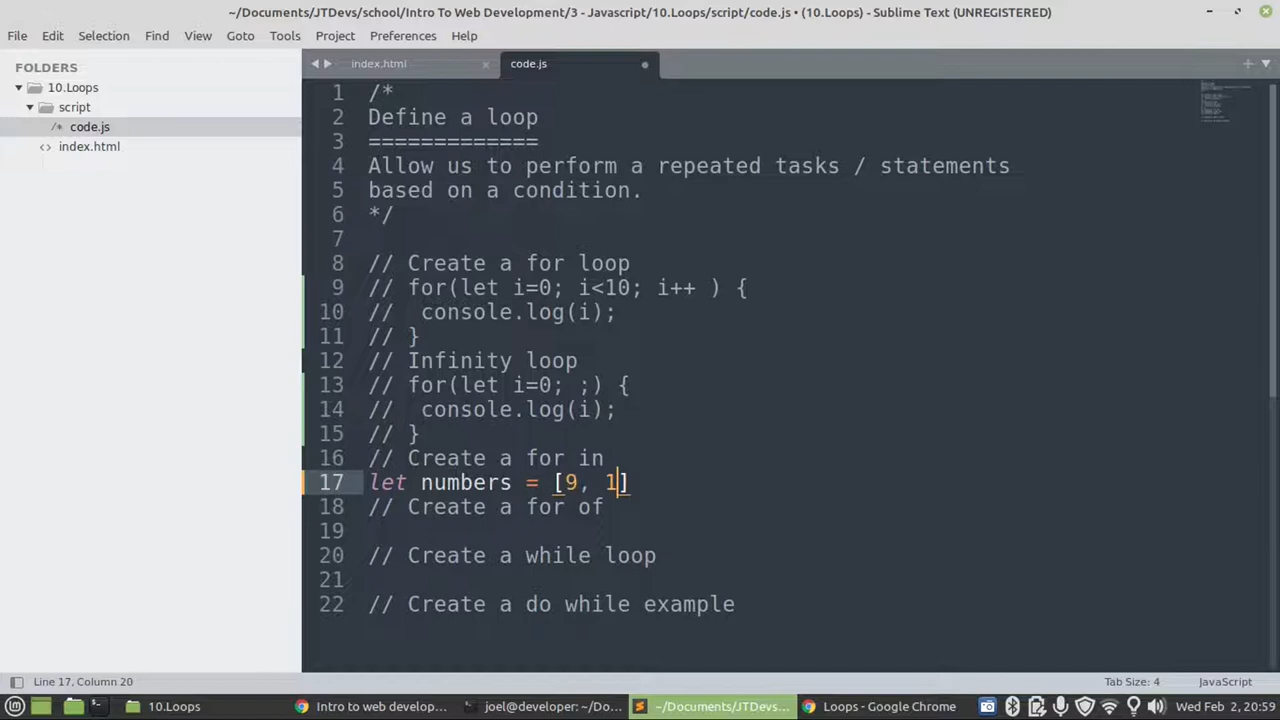 ~/Documents/JTDevs/school/Intro To Web Development/3 - Javascript/10.Loops/script/code.js • (10.Loops) - Sublime Text (UNREGISTERED)
File Edit Selection Find View Goto Tools Project Preferences Help
FOLDERS
10.Loops
script
/* code.js
<> index.html
index.html × code.js
1 /*
2 Define a loop
3 =============
4 Allow us to perform a repeated tasks / statements
5 based on a condition.
6 */
7
8 // Create a for loop
9 // for(let i=0; i<10; i++ ) {
10 //  console.log(i);
11 // }
12 // Infinity loop
13 // for(let i=0; ;) {
14 //  console.log(i);
15 // }
16 // Create a for in
17 let numbers = [9, 1]
18 // Create a for of
19
20 // Create a while loop
21
22 // Create a do while example
Line 17, Column 20 Tab Size: 4 JavaScript
10.Loops Intro to web develop... joel@developer: ~/Do... ~/Documents/JTDevs... Loops - Google Chrome Wed Feb 2, 20:59